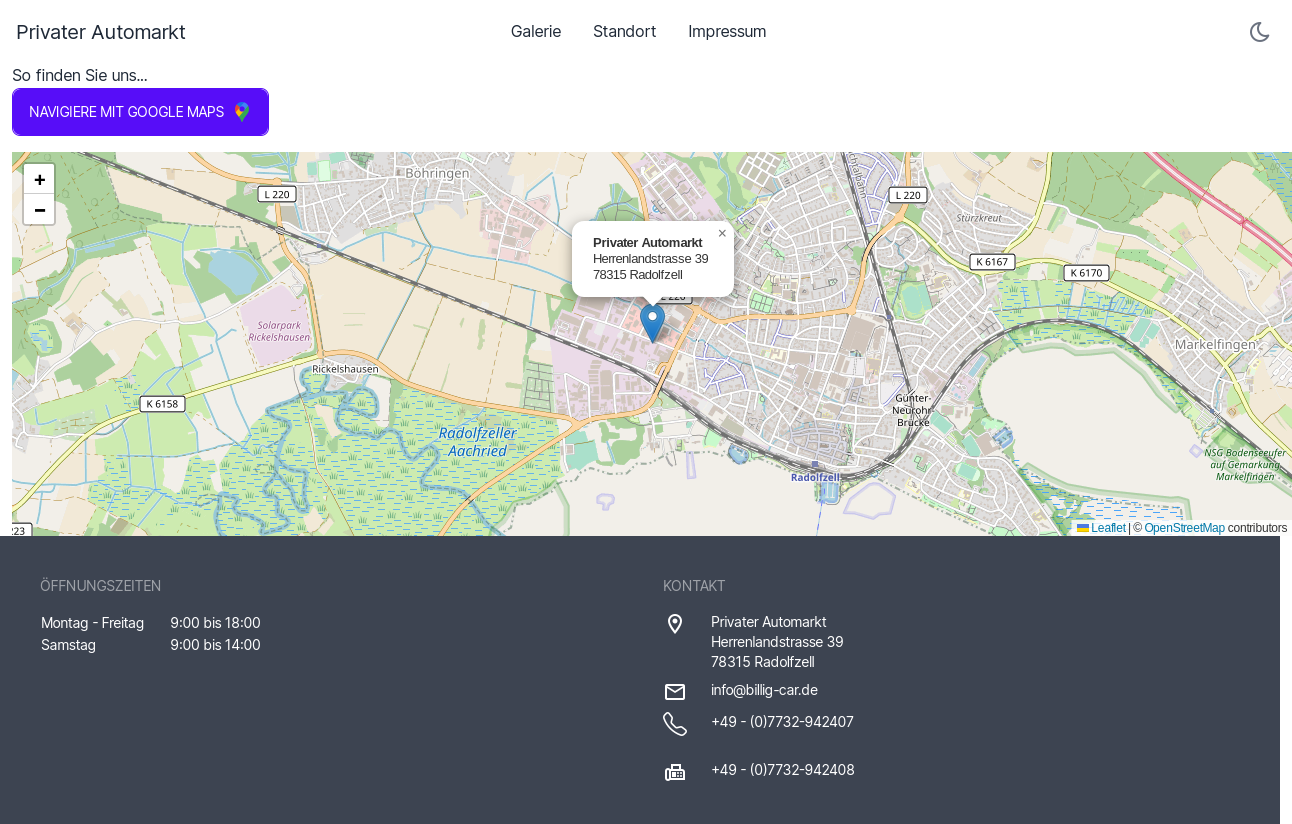 Privater Automarkt
Galerie
Standort
Impressum
So finden Sie uns...
NAVIGIERE MIT GOOGLE MAPS
+
−
Böhringen
L 220
L 220
Störzkreut
K 6167
K 6170
Privater Automarkt
×
Herrenlandstrasse 39
78315 Radolfzell
L 220
Solarpark
Rickelshausen
Rickelshausen
Markelfingen
K 6158
Günter-
Neurohr-
Brücke
Radolfzeller
Aachried
Radolfzell
NSG Bodenseeufer
auf Gemarkung
Markelfingen
223
Leaflet | © OpenStreetMap contributors
ÖFFNUNGSZEITEN
Montag - Freitag 9:00 bis 18:00
Samstag 9:00 bis 14:00
KONTAKT
Privater Automarkt
Herrenlandstrasse 39
78315 Radolfzell
info@billig-car.de
+49 - (0)7732-942407
+49 - (0)7732-942408